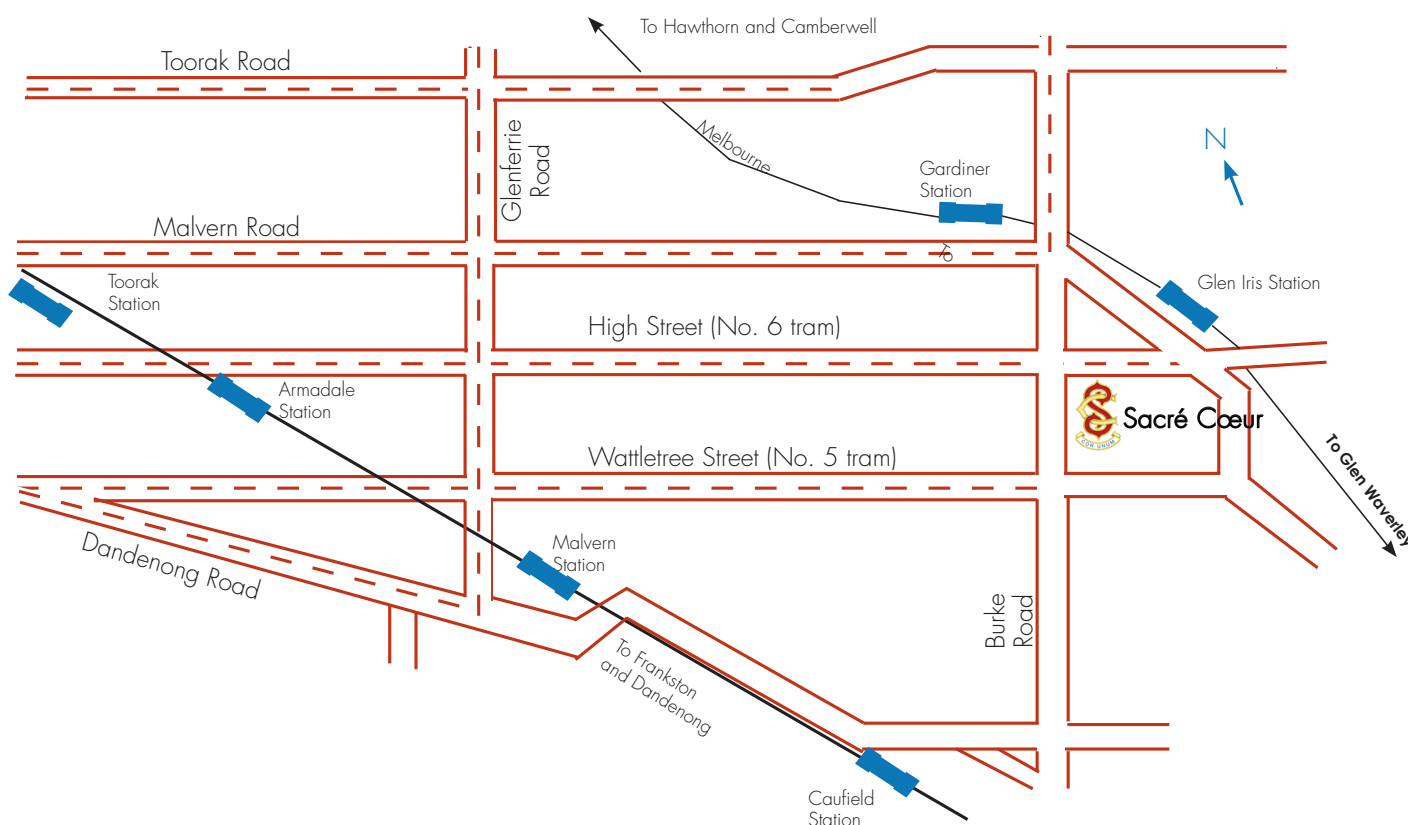 To Hawthorn and Camberwell
Toorak Road
Glenferrie
Road
Melbourne
Gardiner
Station
N
Malvern Road
To
Toorak
Station
Glen Iris Station
High Street (No. 6 tram)
Armadale
Station
Sacré Cœur
COR UNUM
Wattletree Street (No. 5 tram)
To Glen Waverley
Dandenong Road
Malvern
Station
Burke
Road
To Frankston
and Dandenong
Caufield
Station